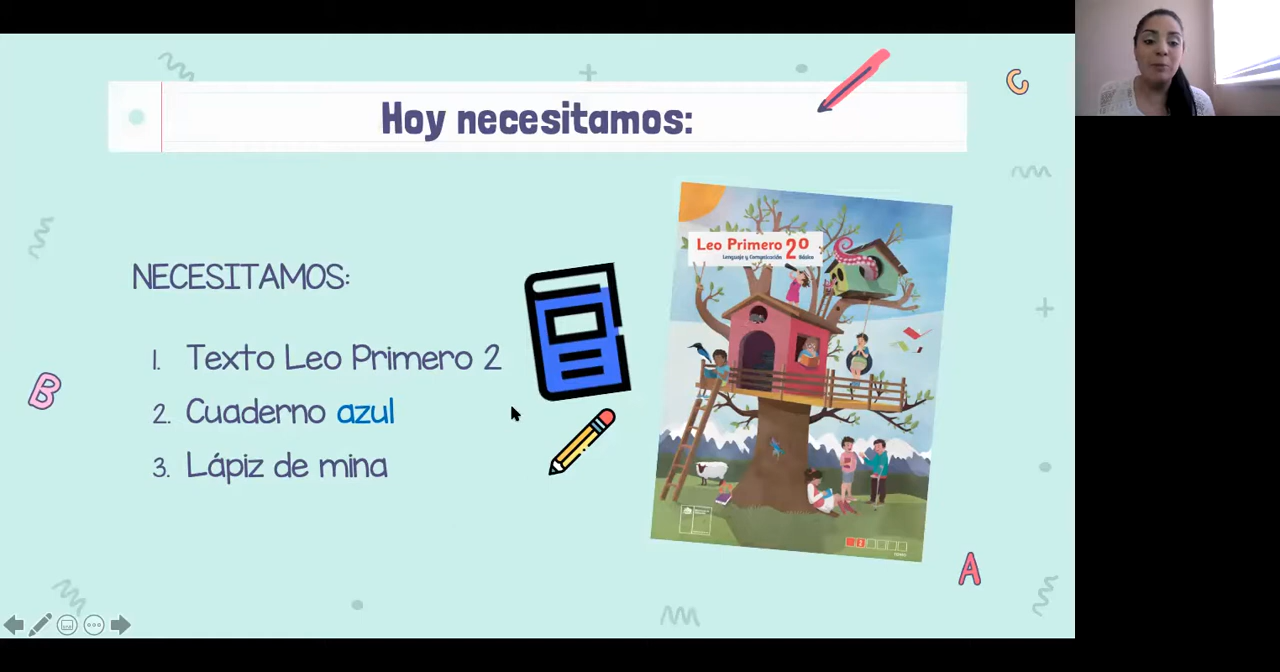 Hoy necesitamos:
C
NECESITAMOS:
1. Texto Leo Primero 2
2. Cuaderno azul
3. Lápiz de mina
Leo Primero 2º
Lenguaje y Comunicación Básico
B
A